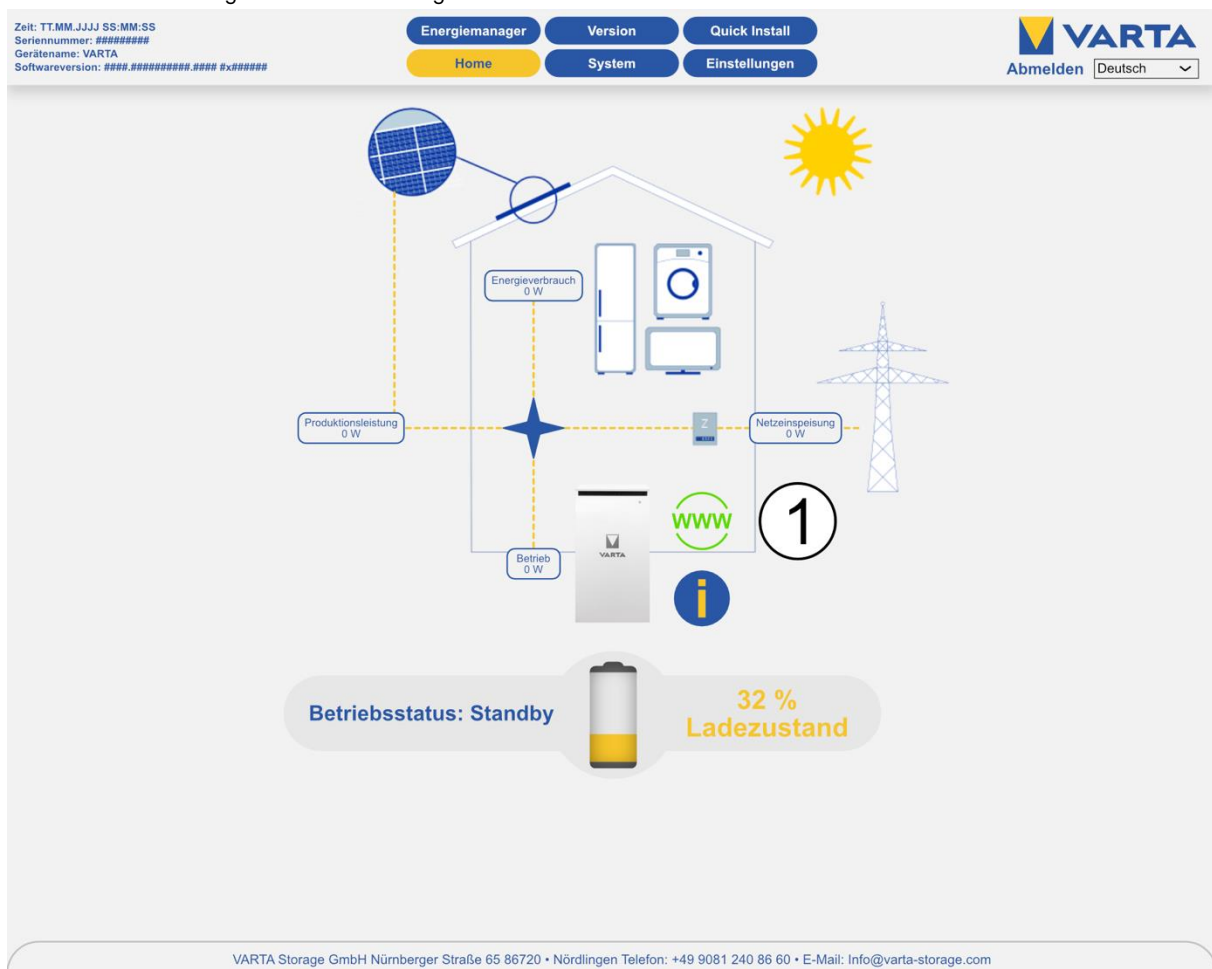 Zeit: TT.MM.JJJJ SS:MM:SS
Seriennummer: #########
Gerätename: VARTA
Softwareversion: ####.##########.#### #x######
Energiemanager
Version
Quick Install
Home
System
Einstellungen
VARTA
Abmelden
Deutsch
Energieverbrauch
0 W
Produktionsleistung
0 W
Z
Netzeinspeisung
0 W
www
1
VARTA
Betrieb
0 W
i
Betriebsstatus: Standby
32 %
Ladezustand
VARTA Storage GmbH Nürnberger Straße 65 86720 • Nördlingen Telefon: +49 9081 240 86 60 • E-Mail: Info@varta-storage.com